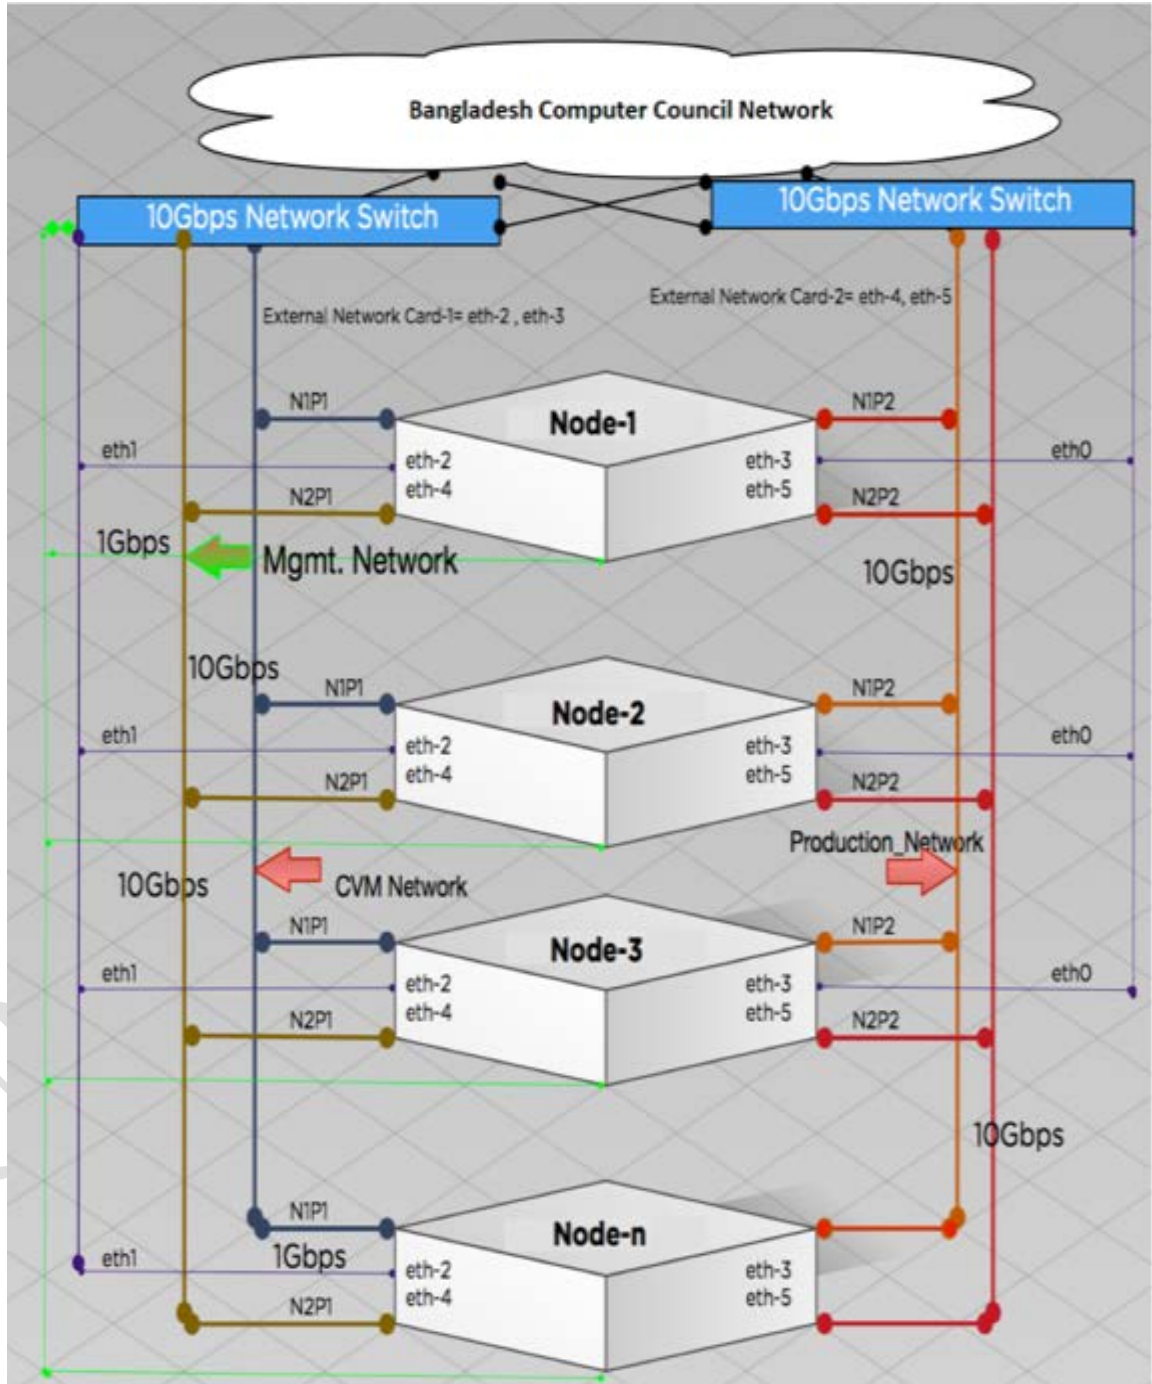 Bangladesh Computer Council Network
10Gbps Network Switch
10Gbps Network Switch
External Network Card-1= eth-2 , eth-3
External Network Card-2= eth-4, eth-5
N1P1
Node-1
N1P2
eth1
eth-2
eth-4
eth-3
eth-5
eth0
N2P1
N2P2
1Gbps
Mgmt. Network
10Gbps
10Gbps
N1P1
Node-2
N1P2
eth1
eth-2
eth-4
eth-3
eth-5
eth0
N2P1
N2P2
Production_Network
10Gbps
CVM Network
N1P1
Node-3
N1P2
eth1
eth-2
eth-4
eth-3
eth-5
eth0
N2P1
N2P2
10Gbps
N1P1
Node-n
eth1
1Gbps
eth-2
eth-4
eth-3
eth-5
N2P1